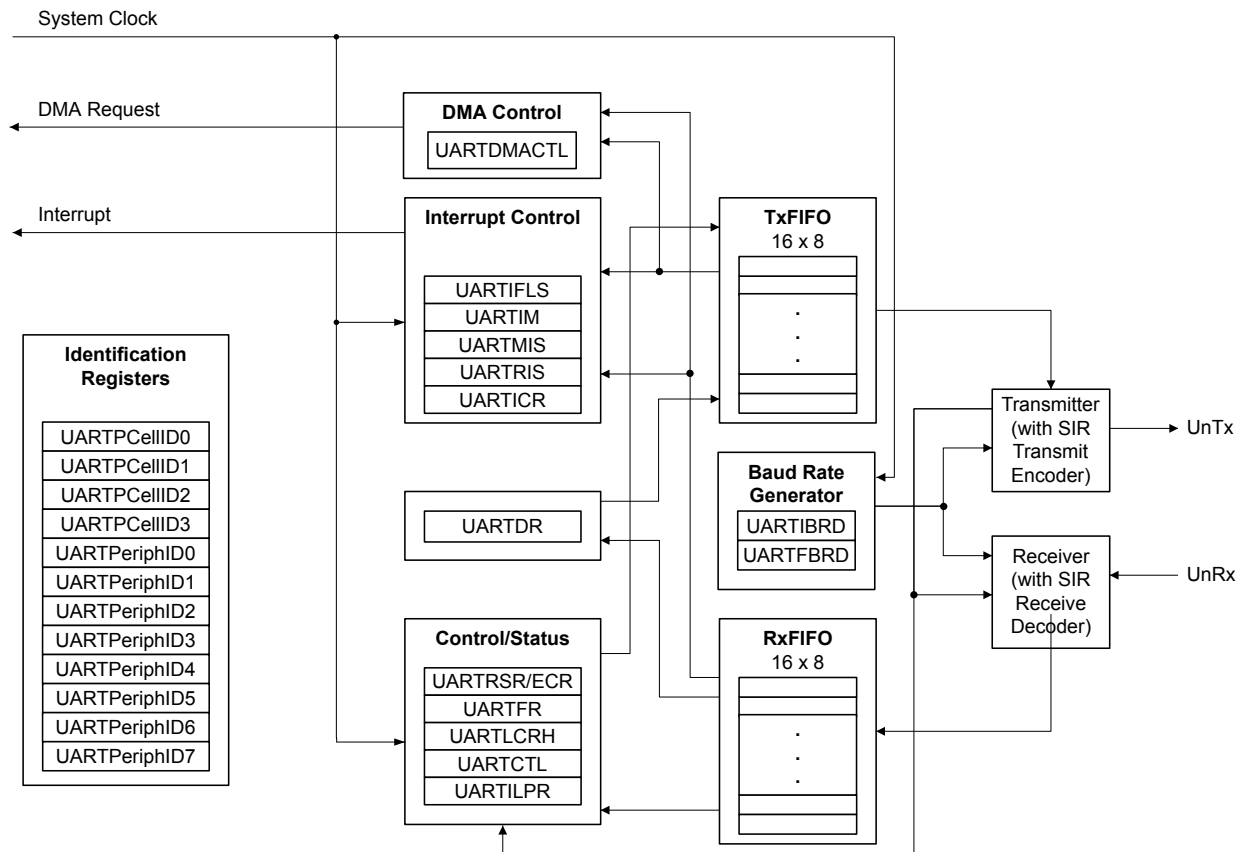 System Clock
DMA Request
DMA Control
UARTDMACTL
Interrupt
Interrupt Control
UARTIFLS
UARTIM
UARTMIS
UARTRIS
UARTICR
TxFIFO
16 x 8
.
.
.
Identification
Registers
UARTPCellID0
UARTPCellID1
UARTPCellID2
UARTPCellID3
UARTPeriphID0
UARTPeriphID1
UARTPeriphID2
UARTPeriphID3
UARTPeriphID4
UARTPeriphID5
UARTPeriphID6
UARTPeriphID7
UARTDR
Baud Rate
Generator
UARTIBRD
UARTFBRD
Transmitter
(with SIR
Transmit
Encoder)
UnTx
Receiver
(with SIR
Receive
Decoder)
UnRx
Control/Status
UARTRSR/ECR
UARTFR
UARTLCRH
UARTCTL
UARTILPR
RxFIFO
16 x 8
.
.
.